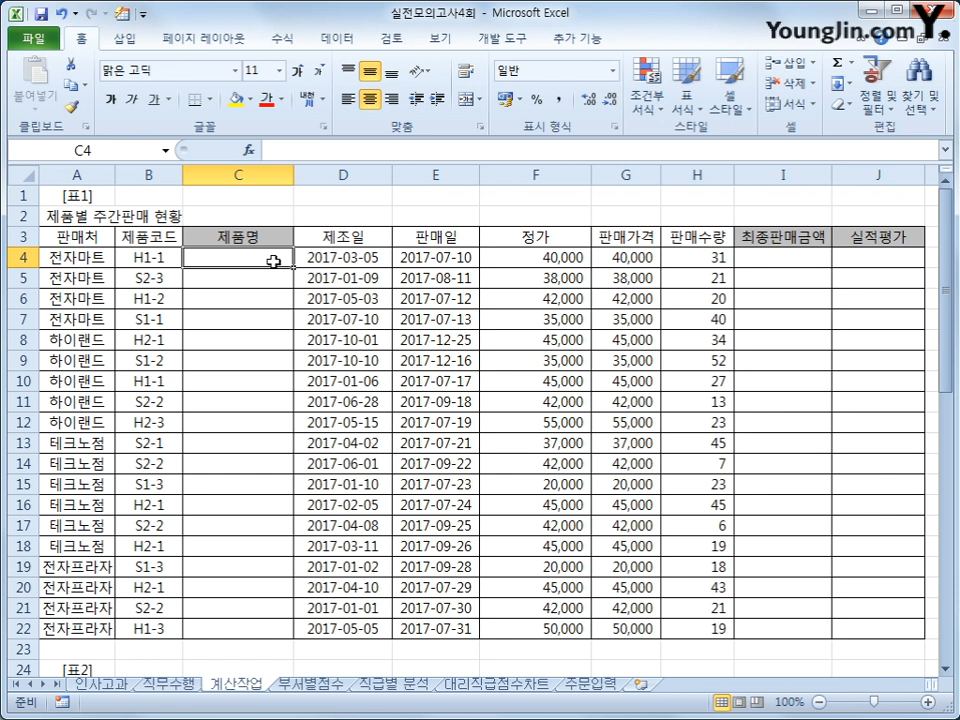 실전모의고사4회 - Microsoft Excel
YoungJin.com Y.
파일 홈 삽입 페이지 레이아웃 수식 데이터 검토 보기 개발 도구 추가 기능
붙여넣기
맑은 고딕 11 가 가
가 가 가 가 내천
일반
% ,
조건부 서식 표 서식 셀 스타일
삽입 삭제 서식
Σ
정렬 및 필터 찾기 및 선택
클립보드 글꼴 맞춤 표시 형식 스타일 셀 편집
C4 fx
A B C D E F G H I J
1 [표1]
2 제품별 주간판매 현황
3 판매처 제품코드 제품명 제조일 판매일 정가 판매가격 판매수량 최종판매금액 실적평가
4 전자마트 H1-1 2017-03-05 2017-07-10 40,000 40,000 31
5 전자마트 S2-3 2017-01-09 2017-08-11 38,000 38,000 21
6 전자마트 H1-2 2017-05-03 2017-07-12 42,000 42,000 20
7 전자마트 S1-1 2017-07-10 2017-07-13 35,000 35,000 40
8 하이랜드 H2-1 2017-10-01 2017-12-25 45,000 45,000 34
9 하이랜드 S1-2 2017-10-10 2017-12-16 35,000 35,000 52
10 하이랜드 H1-1 2017-01-06 2017-07-17 45,000 45,000 27
11 하이랜드 S2-2 2017-06-28 2017-09-18 42,000 42,000 13
12 하이랜드 H2-3 2017-05-15 2017-07-19 55,000 55,000 23
13 테크노점 S2-1 2017-04-02 2017-07-21 37,000 37,000 45
14 테크노점 S2-2 2017-06-01 2017-09-22 42,000 42,000 7
15 테크노점 S1-3 2017-01-10 2017-07-23 20,000 20,000 23
16 테크노점 H2-1 2017-02-05 2017-07-24 45,000 45,000 45
17 테크노점 S2-2 2017-04-08 2017-09-25 42,000 42,000 6
18 테크노점 H2-1 2017-03-11 2017-09-26 45,000 45,000 19
19 전자프라자 S1-3 2017-01-02 2017-09-28 20,000 20,000 18
20 전자프라자 H2-1 2017-04-10 2017-07-29 45,000 45,000 43
21 전자프라자 S2-2 2017-01-01 2017-07-30 42,000 42,000 21
22 전자프라자 H1-3 2017-05-05 2017-07-31 50,000 50,000 19
23
24 [표2]
인사고과 직무수행 계산작업 부서별점수 직급별 분석 대리직급점수차트 주문입력
준비 100%